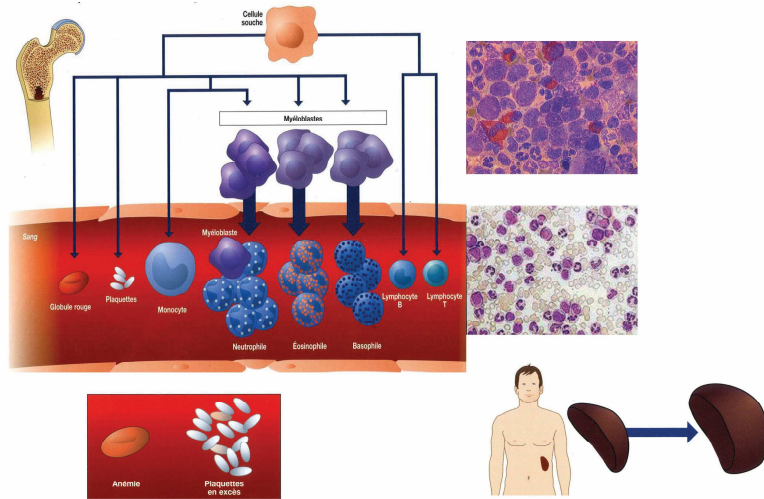 Cellule
souche
Myéloblastes
Sang
Myéloblaste
Globule rouge
Plaquettes
Monocyte
Neutrophile
Éosinophile
Basophile
Lymphocyte
B
Lymphocyte
T
Anémie
Plaquettes
en excès